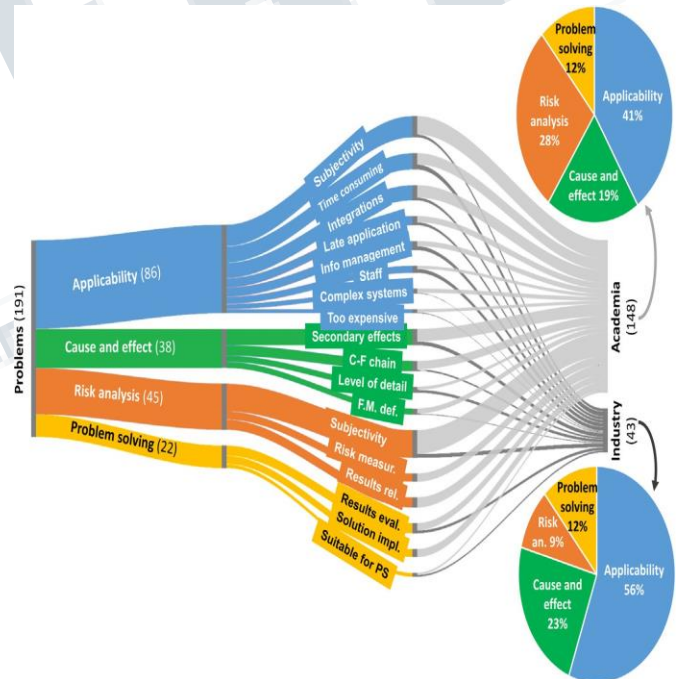 Problems (191)
Applicability (86)
Cause and effect (38)
Risk analysis (45)
Problem solving (22)
Subjectivity
Time consuming
Integrations
Late application
Info management
Staff
Complex systems
Too expensive
Secondary effects
C-F chain
Level of detail
F.M. def.
Subjectivity
Risk measur.
Results rel.
Results eval.
Solution impl.
Suitable for PS
Academia
(148)
Industry
(43)
Problem
solving
12%
Applicability
41%
Risk
analysis
28%
Cause and
effect 19%
Problem
solving
12%
Risk
an. 9%
Applicability
56%
Cause and
effect
23%